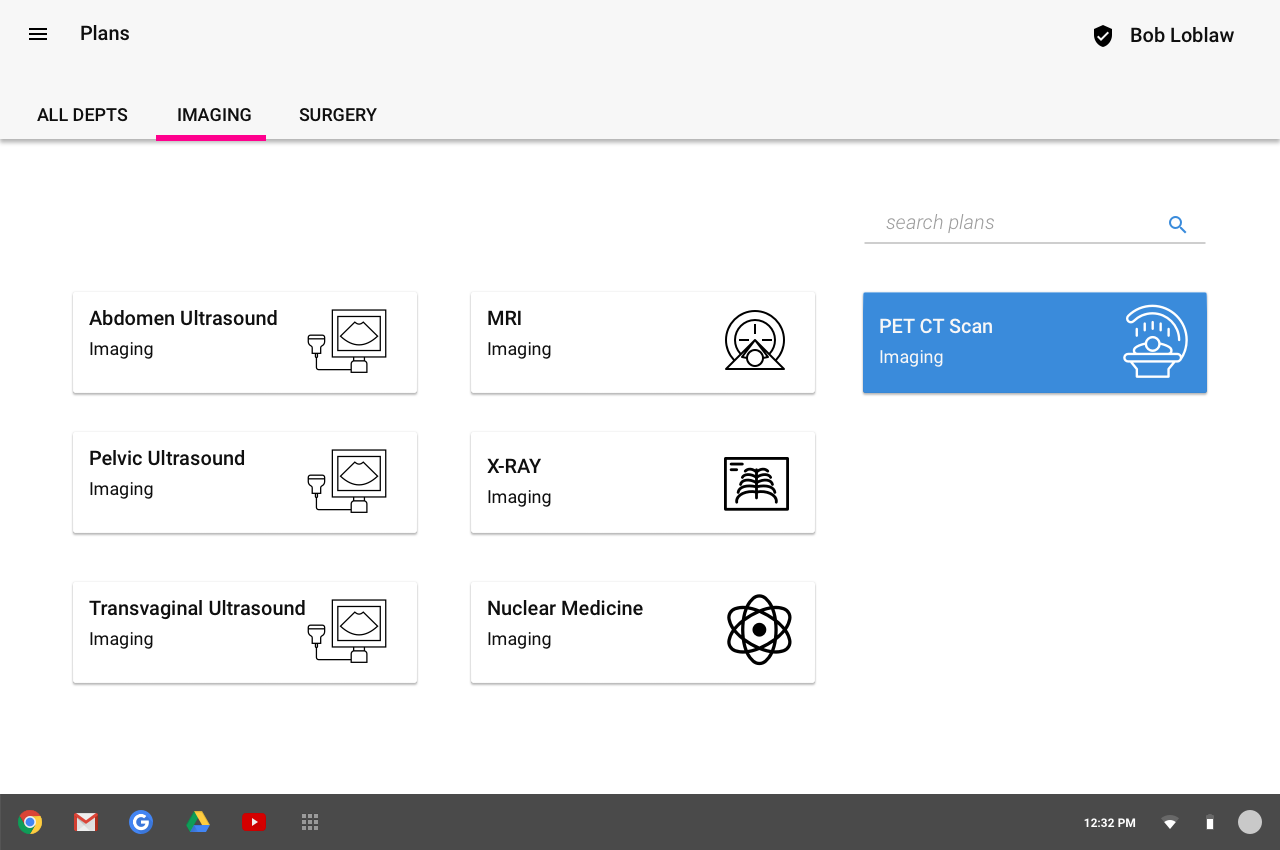 Plans
Bob Loblaw
ALL DEPTS
IMAGING
SURGERY
search plans
Abdomen Ultrasound
Imaging
MRI
Imaging
PET CT Scan
Imaging
Pelvic Ultrasound
Imaging
X-RAY
Imaging
Transvaginal Ultrasound
Imaging
Nuclear Medicine
Imaging
12:32 PM